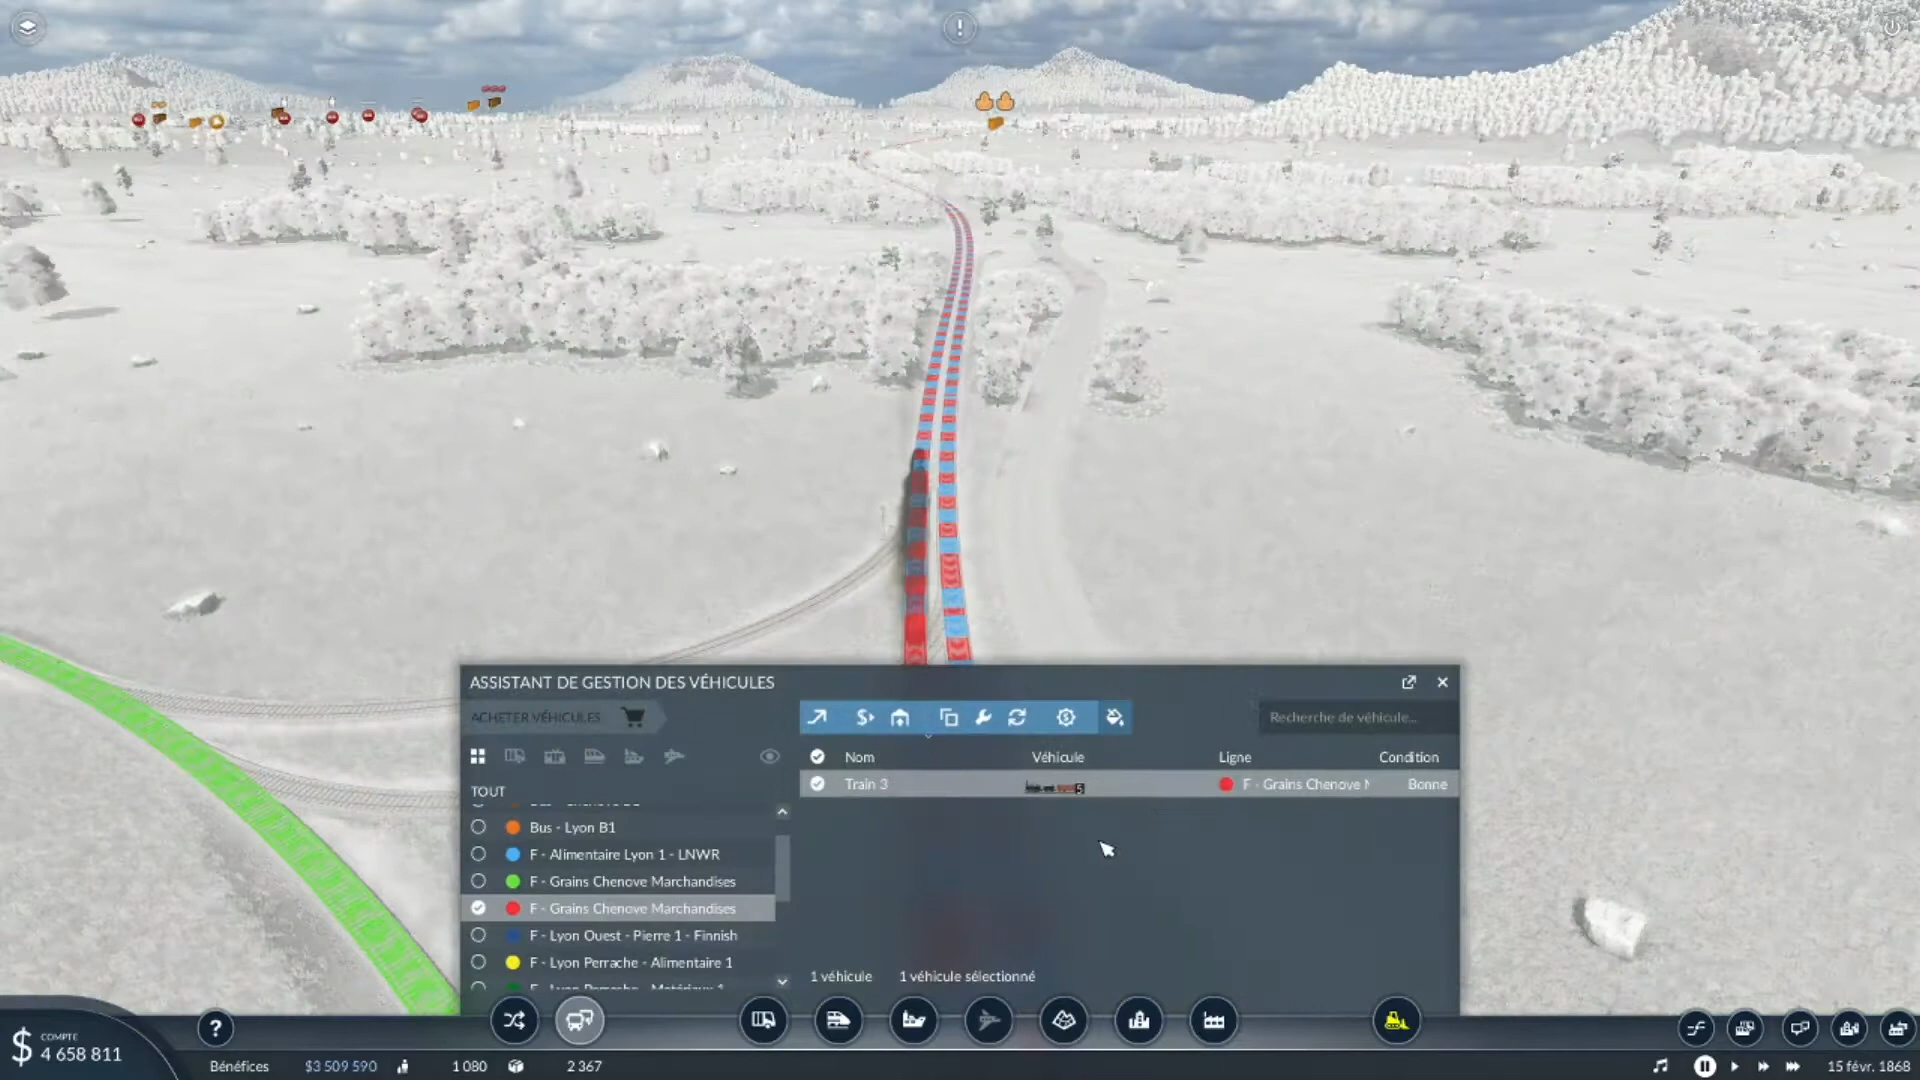 ASSISTANT DE GESTION DES VÉHICULES
ACHETER VÉHICULES
Recherche de véhicule...
Nom Véhicule Ligne Condition
Train 3 5 F - Grains Chenove Bonne
TOUT
Bus - Lyon B1
F - Alimentaire Lyon 1 - LNWR
F - Grains Chenove Marchandises
F - Grains Chenove Marchandises
F - Lyon Ouest - Pierre 1 - Finnish
F - Lyon Perrache - Alimentaire 1
1 véhicule 1 véhicule sélectionné
?
$ COMPTE
4 658 811
Bénéfices $3 509 590 1 080 2 367
15 févr. 1868